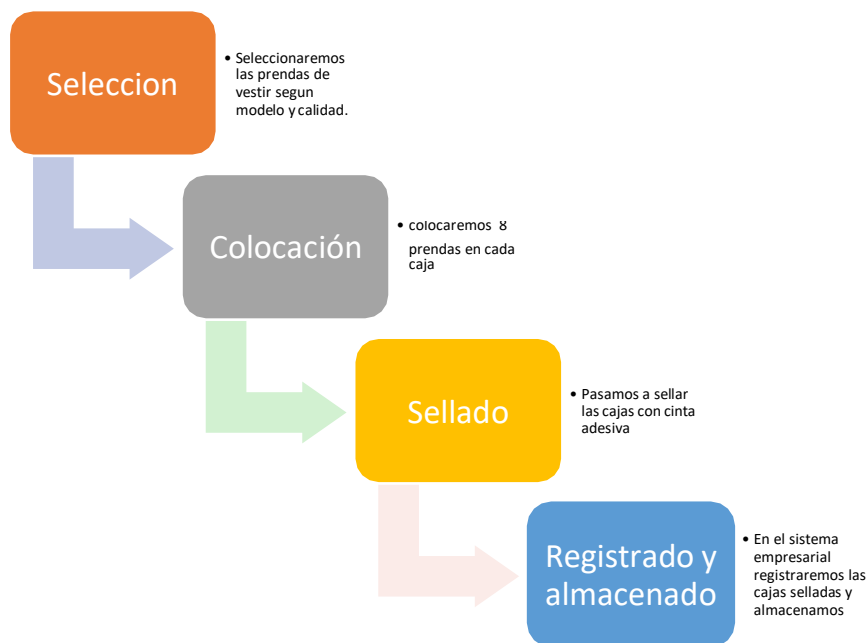 Seleccion
• Seleccionaremos
las prendas de
vestir segun
modelo y calidad.
Colocación
• colocaremos 8
prendas en cada
caja
Sellado
• Pasamos a sellar
las cajas con cinta
adesiva
Registrado y
almacenado
• En el sistema
empresarial
registraremos las
cajas selladas y
almacenamos